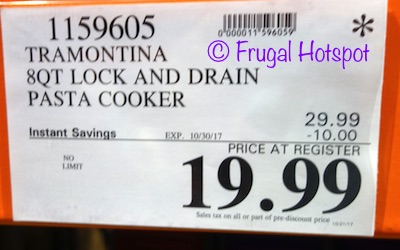 1159605
0000011596059
*
© Frugal Hotspot
TRAMONTINA
8QT LOCK AND DRAIN
PASTA COOKER
29.99
Instant Savings EXP. 10/30/17 -10.00
PRICE AT REGISTER
NO
LIMIT
19.99
Sales tax on all or part of pre-discount price